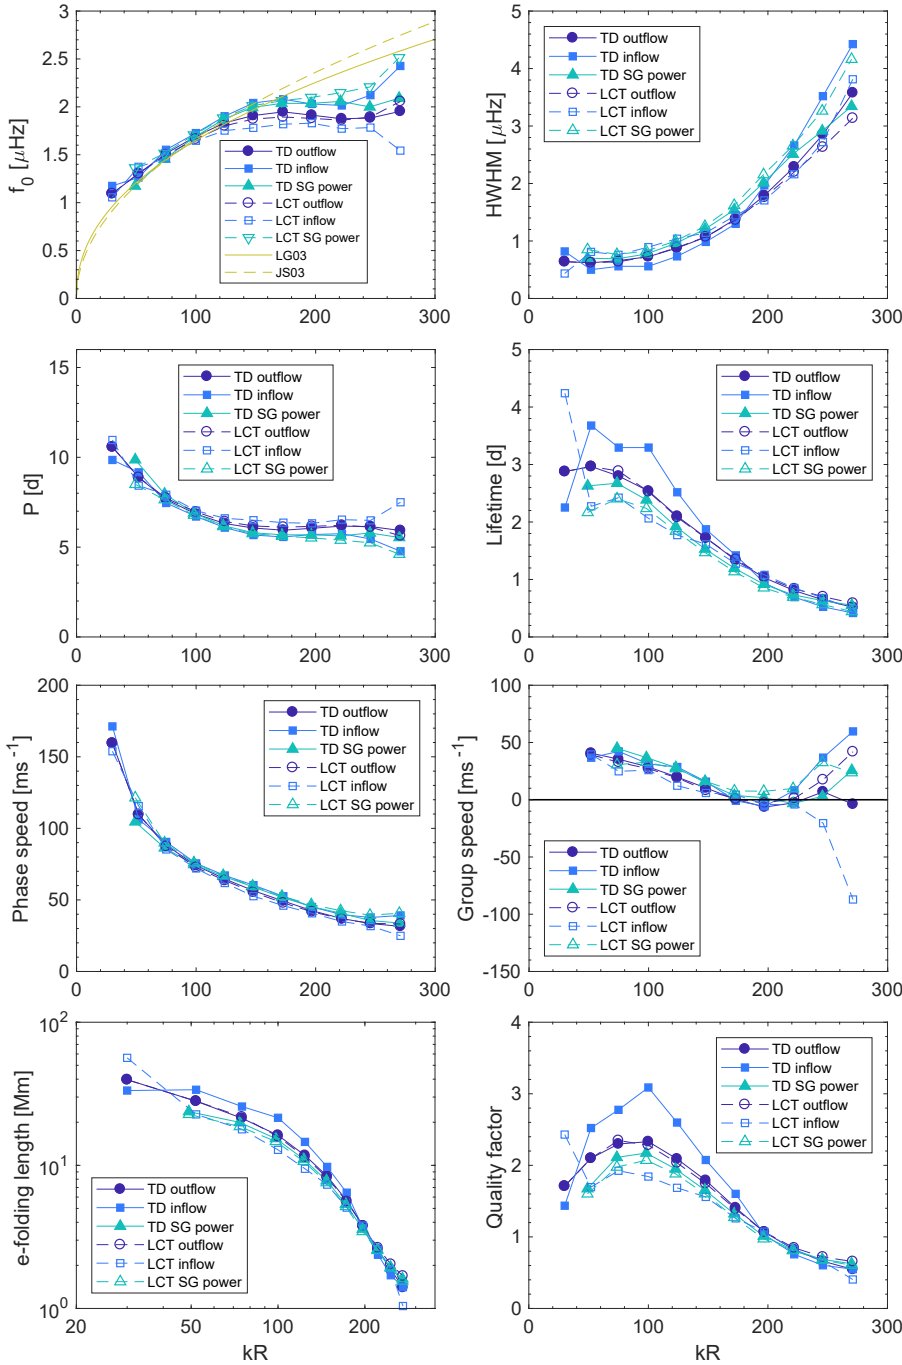 3
2.5
2
1.5
1
0.5
0
f0 [μHz]
TD outflow
TD inflow
TD SG power
LCT outflow
LCT inflow
LCT SG power
LG03
JS03
0 100 200 300
5
4
3
2
1
0
HWHM [μHz]
TD outflow
TD inflow
TD SG power
LCT outflow
LCT inflow
LCT SG power
0 100 200 300
15
10
5
0
P [d]
TD outflow
TD inflow
TD SG power
LCT outflow
LCT inflow
LCT SG power
0 100 200 300
5
4
3
2
1
0
Lifetime [d]
TD outflow
TD inflow
TD SG power
LCT outflow
LCT inflow
LCT SG power
0 100 200 300
200
150
100
50
0
Phase speed [ms⁻¹]
TD outflow
TD inflow
TD SG power
LCT outflow
LCT inflow
LCT SG power
0 100 200 300
100
50
0
-50
-100
-150
Group speed [ms⁻¹]
TD outflow
TD inflow
TD SG power
LCT outflow
LCT inflow
LCT SG power
0 100 200 300
10²
10¹
10⁰
e-folding length [Mm]
TD outflow
TD inflow
TD SG power
LCT outflow
LCT inflow
LCT SG power
20 50 100 200
kR
4
3
2
1
0
Quality factor
TD outflow
TD inflow
TD SG power
LCT outflow
LCT inflow
LCT SG power
0 100 200 300
kR